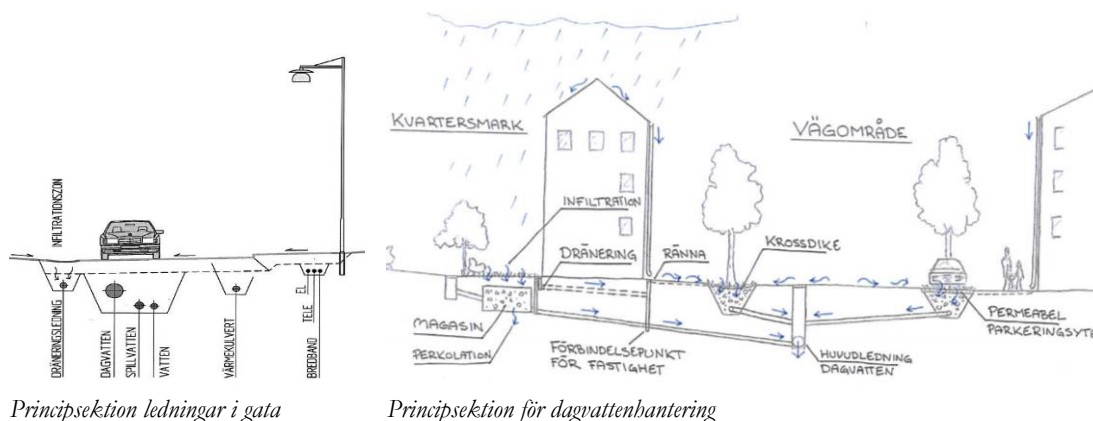 INFILTRATIONSZON
DRÄNERINGSLEDNING
DAGVATTEN
SPILLVATTEN
VATTEN
VÄRMEKULVERT
BREDBAND
TELE
EL
Principsektion ledningar i gata
KVARTERSMARK
VÄGOMRÅDE
INFILTRATION
DRÄNERING
RÄNNA
KROSSDIKE
MAGASIN
PERKOLATION
FÖRBINDELSEPUNKT
FÖR FASTIGHET
HUVUDLEDNING
DAGVATTEN
PERMEABEL
PARKERINGSYTE
Principsektion för dagvattenhantering